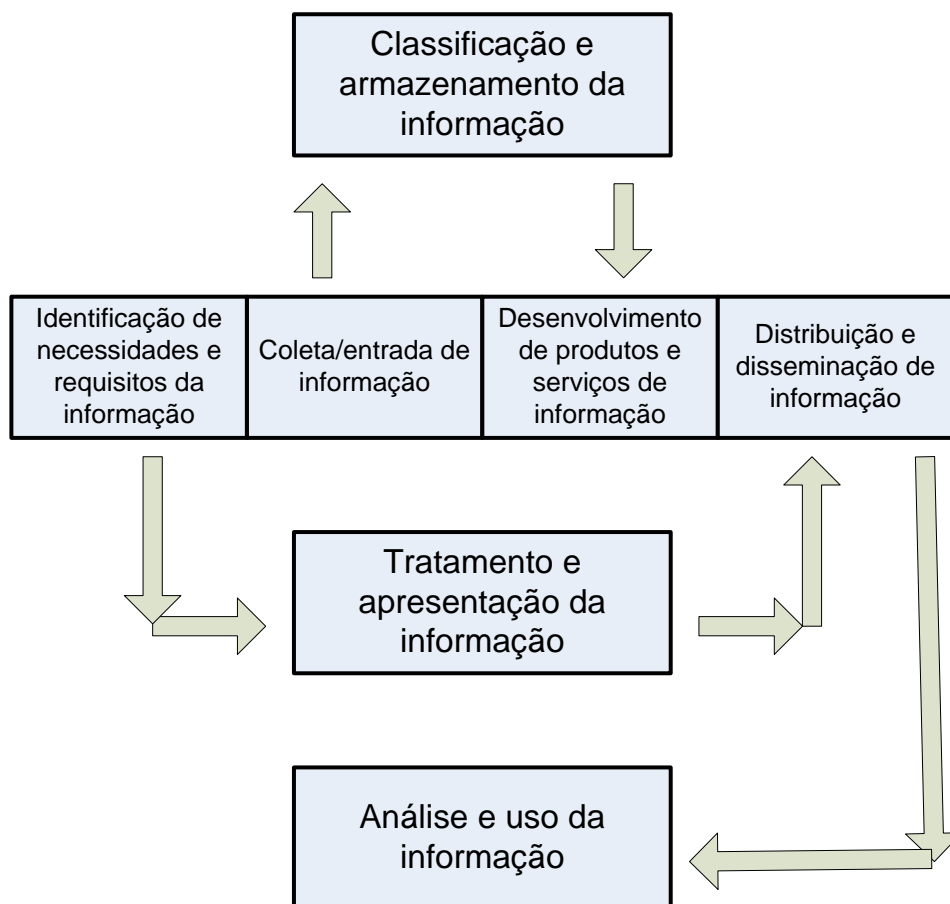 Classificação e
armazenamento da
informação
Identificação de
necessidades e
requisitos da
informação
Coleta/entrada de
informação
Desenvolvimento
de produtos e
serviços de
informação
Distribuição e
disseminação de
informação
Tratamento e
apresentação da
informação
Análise e uso da
informação